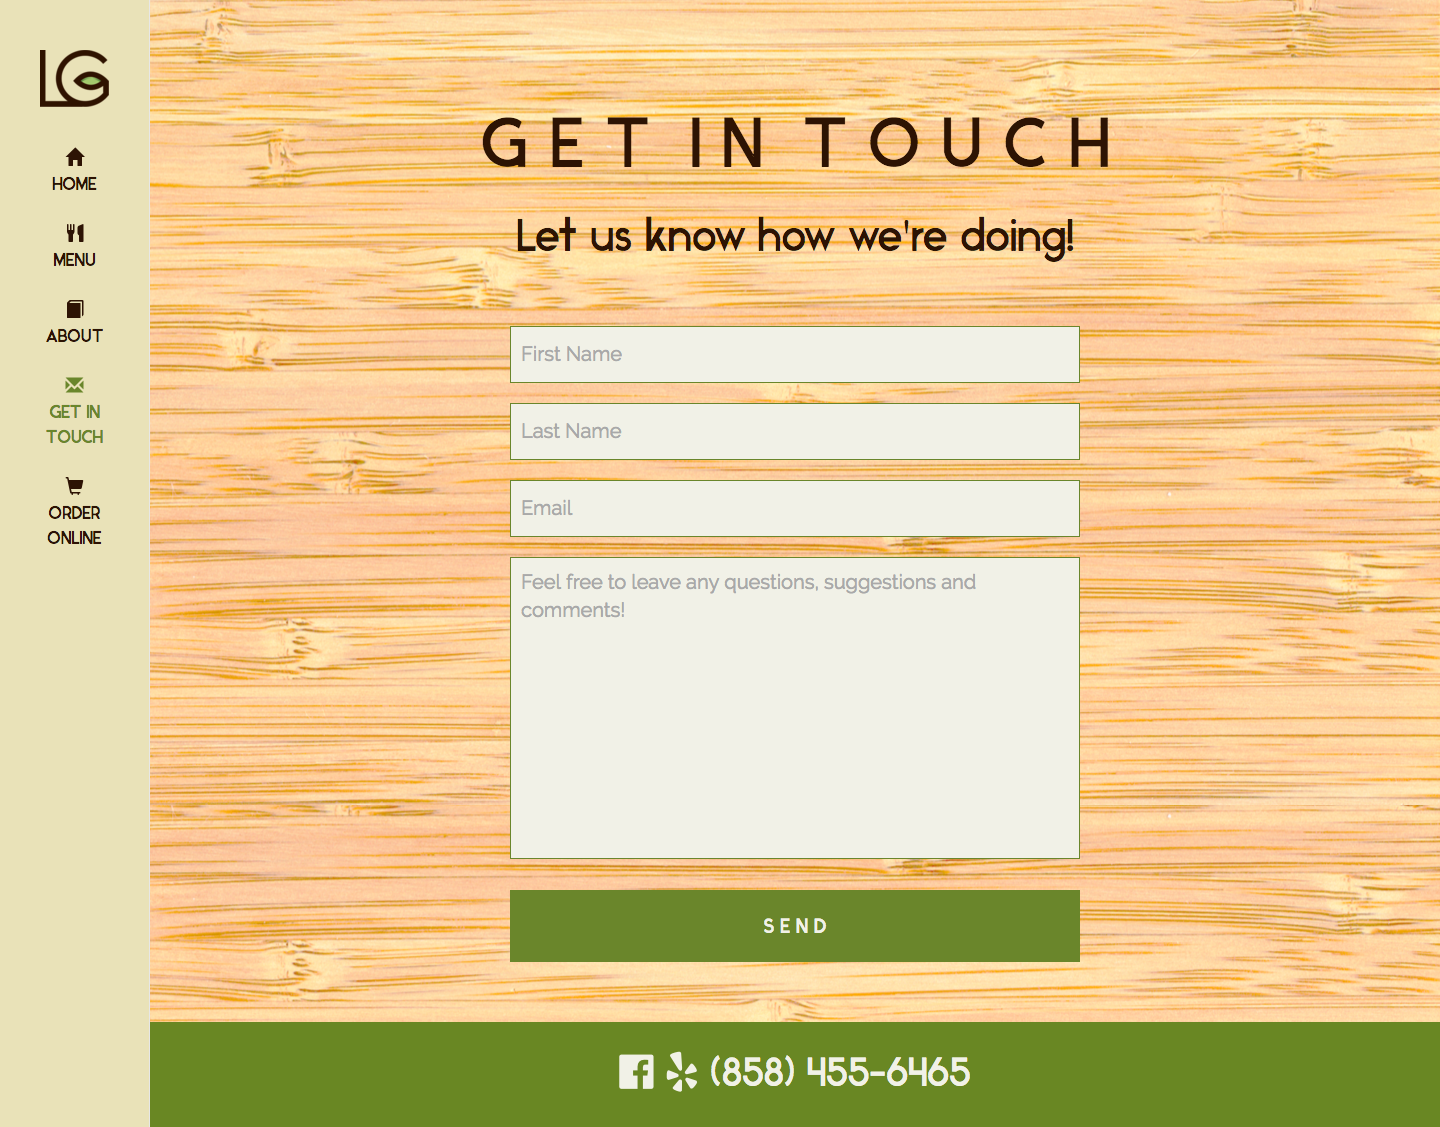 LG
HOME
MENU
ABOUT
GET IN
TOUCH
ORDER
ONLINE
GET IN TOUCH
Let us know how we're doing!
First Name
Last Name
Email
Feel free to leave any questions, suggestions and
comments!
SEND
(858) 455-6465